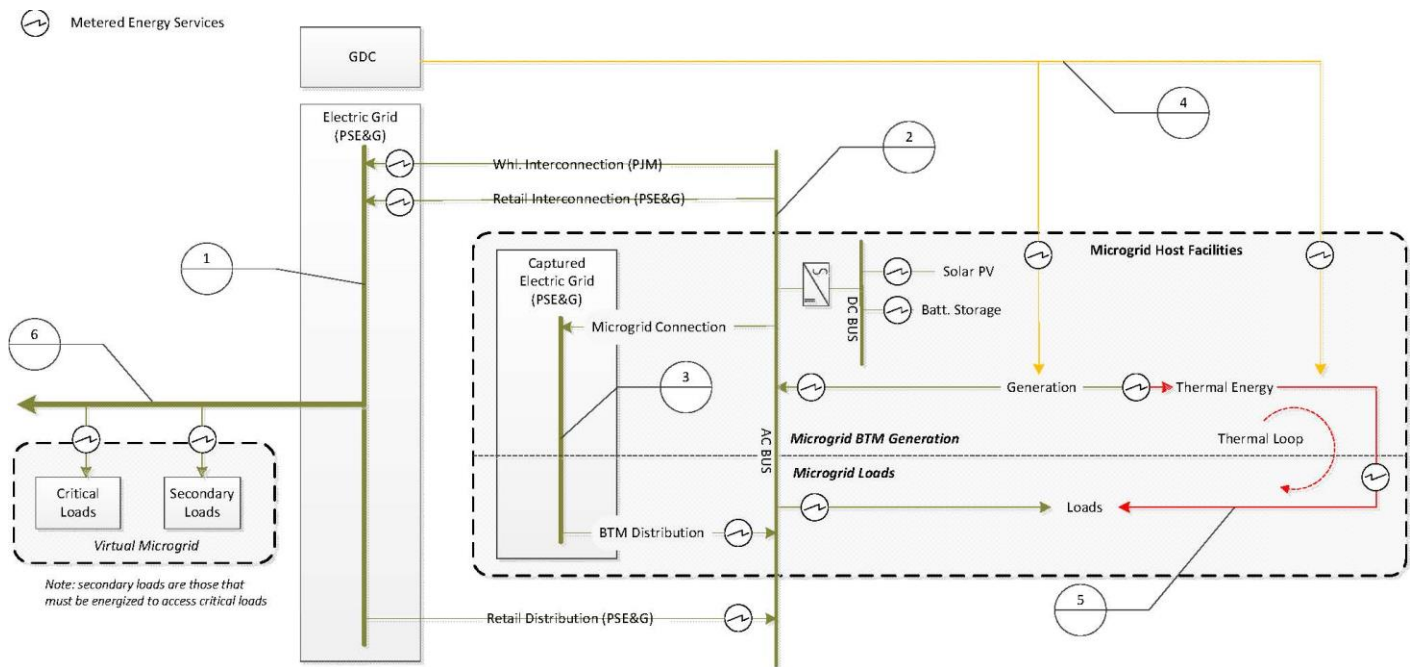 Metered Energy Services
GDC
4
Electric Grid
(PSE&G)
2
Whl. Interconnection (PJM)
Retail Interconnection (PSE&G)
1
Microgrid Host Facilities
Captured
Electric Grid
(PSE&G)
Solar PV
DC BUS
Batt. Storage
Microgrid Connection
6
3
Generation
Thermal Energy
AC BUS
Microgrid BTM Generation
Thermal Loop
Microgrid Loads
Critical
Loads
Secondary
Loads
Loads
BTM Distribution
Virtual Microgrid
Note: secondary loads are those that
must be energized to access critical loads
5
Retail Distribution (PSE&G)